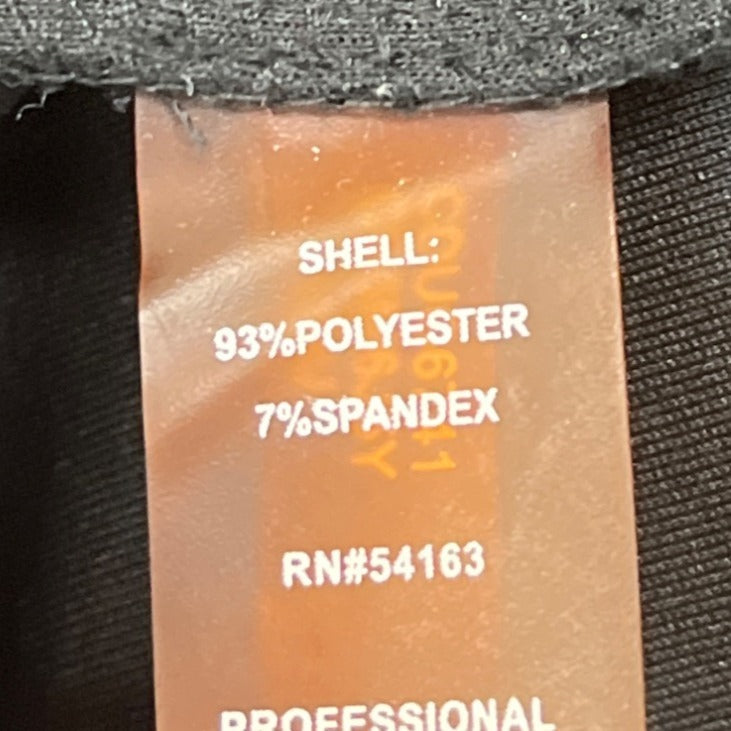 SHELL:
93%POLYESTER
7%SPANDEX
RN#54163
PROFESSIONAL